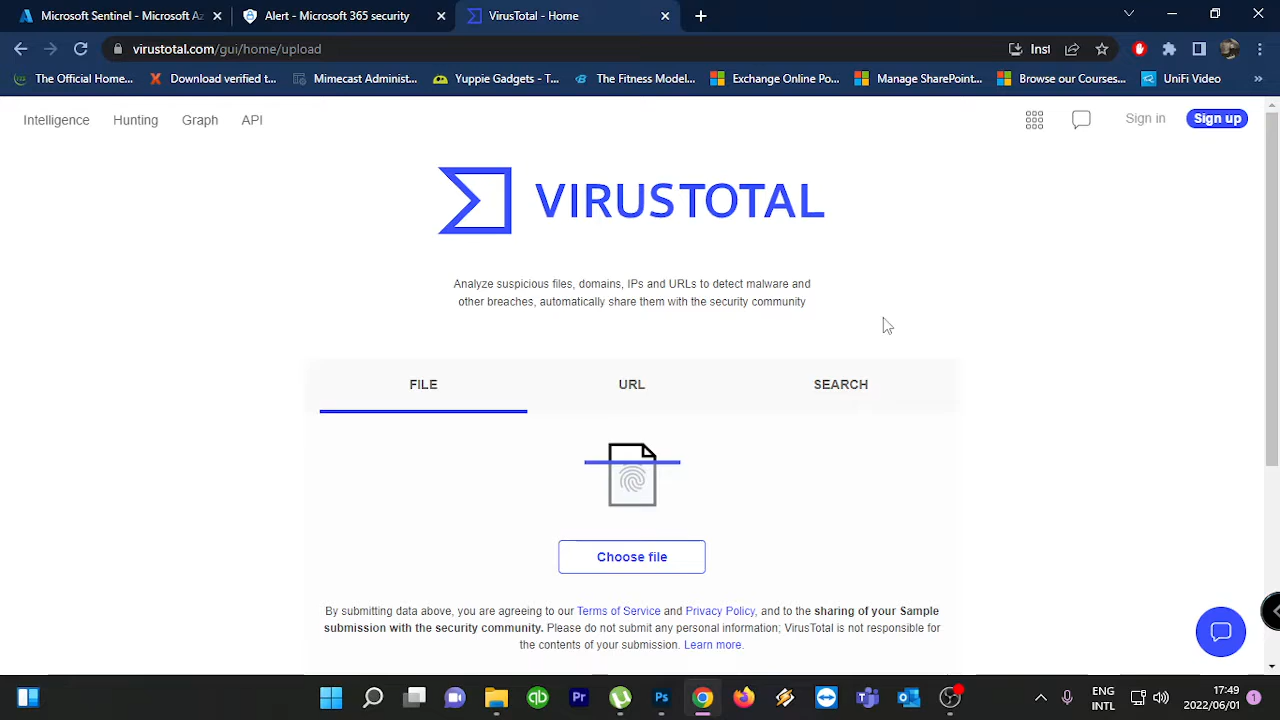 Microsoft Sentinel - Microsoft Az
Alert - Microsoft 365 security
VirusTotal - Home
virustotal.com/gui/home/upload
Inst
The Official Home...
Download verified t...
Mimecast Administ...
Yuppie Gadgets - T...
The Fitness Model...
Exchange Online Po...
Manage SharePoint...
Browse our Courses...
UniFi Video
»
Intelligence
Hunting
Graph
API
Sign in
Sign up
VIRUSTOTAL
Analyze suspicious files, domains, IPs and URLs to detect malware and
other breaches, automatically share them with the security community
FILE
URL
SEARCH
Choose file
By submitting data above, you are agreeing to our Terms of Service and Privacy Policy, and to the sharing of your Sample
submission with the security community. Please do not submit any personal information; VirusTotal is not responsible for
the contents of your submission. Learn more.
qb
Pr
Ps
ENG
INTL
17:49
2022/06/01
1